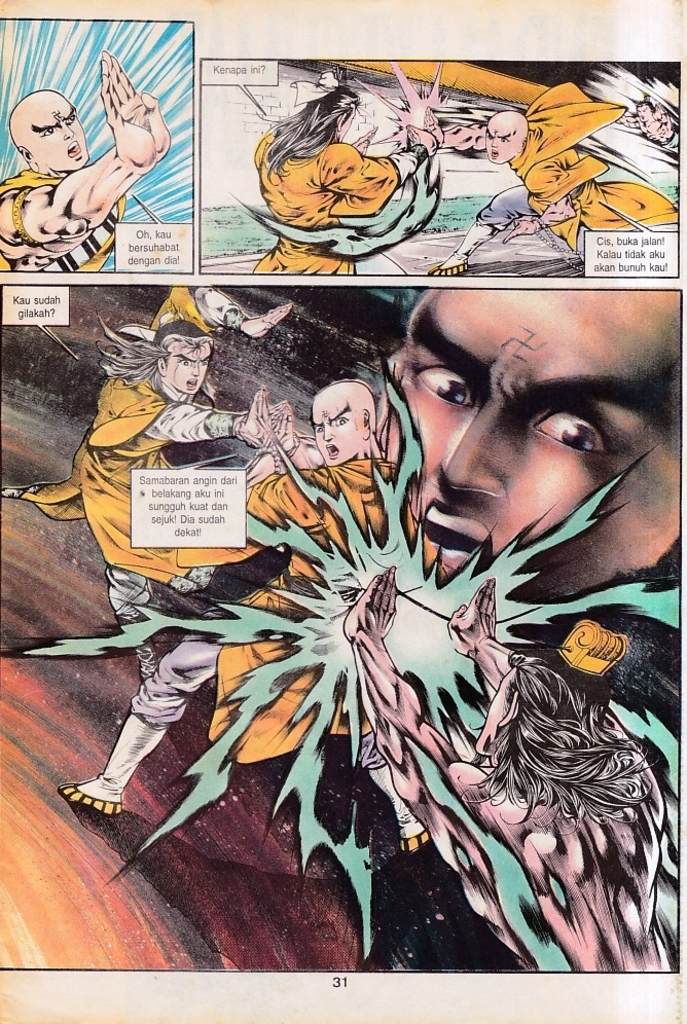 Oh, kau
bersuhabat
dengan dia!
Kenapa ini?
Cis, buka jalan!
Kalau tidak aku
akan bunuh kau!
Kau sudah
gilakah?
Samabaran angin dari
belakang aku ini
sungguh kuat dan
sejuk! Dia sudah
dekat!
31